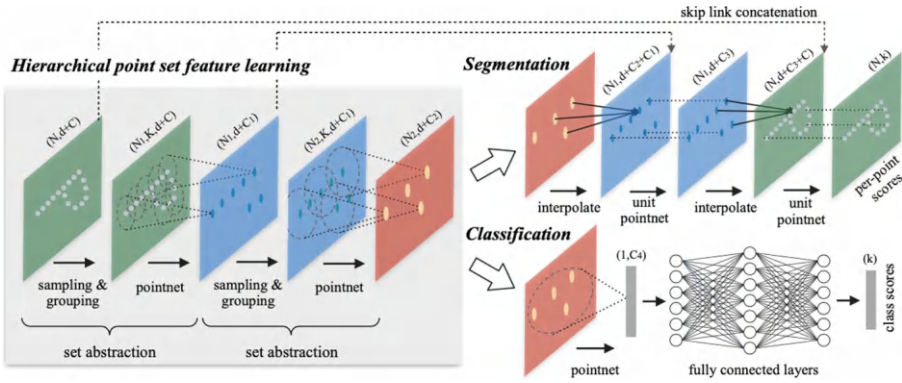 skip link concatenation
Hierarchical point set feature learning
(N,d+C)
(N1,K,d+C)
(N1,d+C1)
(N2,K,d+C1)
(N2,d+C2)
sampling &
grouping
pointnet
sampling &
grouping
pointnet
set abstraction
set abstraction
Segmentation
(N1,d+C2+C1)
(N1,d+C3)
(N,d+C3+C)
(N,k)
interpolate
unit
pointnet
interpolate
unit
pointnet
per-point
scores
Classification
(1,C4)
(k)
class scores
pointnet
fully connected layers